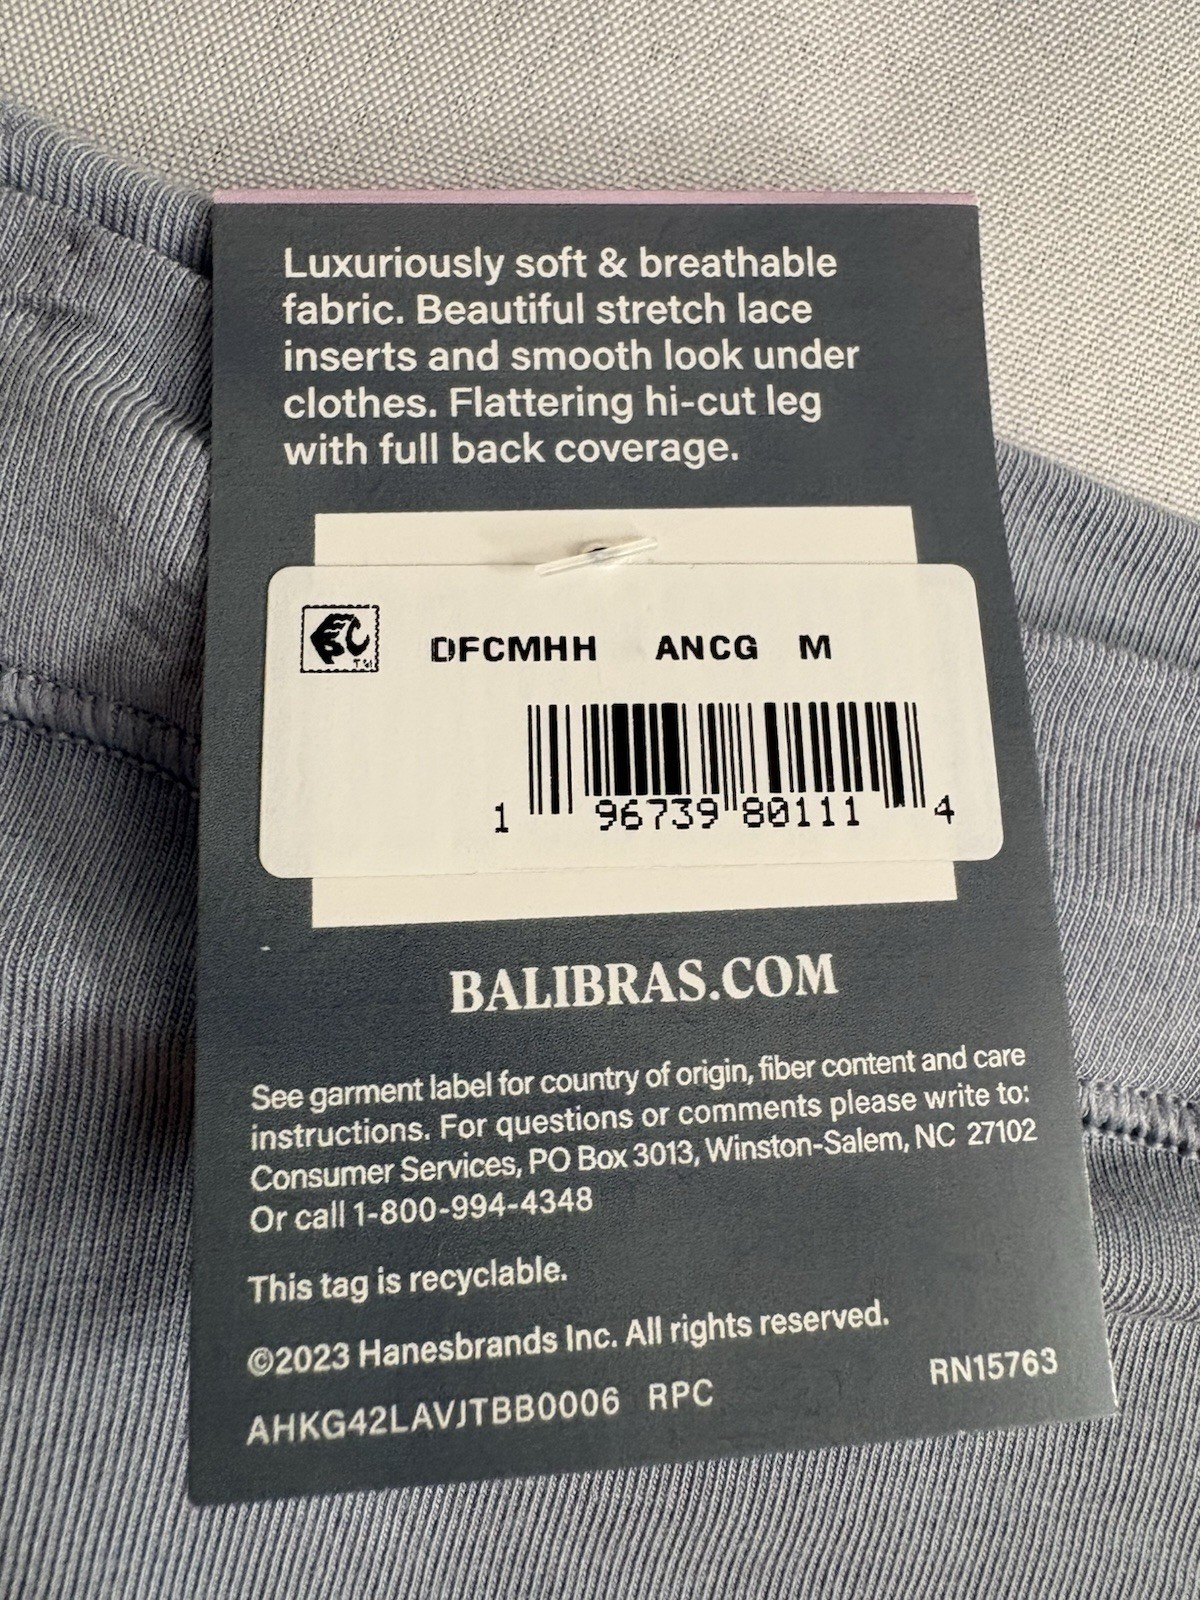 Luxuriously soft & breathable
fabric. Beautiful stretch lace
inserts and smooth look under
clothes. Flattering hi-cut leg
with full back coverage.
DFCMHH ANCG M
1 96739 80111 4
BALIBRAS.COM
See garment label for country of origin, fiber content and care
instructions. For questions or comments please write to:
Consumer Services, PO Box 3013, Winston-Salem, NC 27102
Or call 1-800-994-4348
This tag is recyclable.
©2023 Hanesbrands Inc. All rights reserved.
AHKG42LAVJTBB0006 RPC RN15763